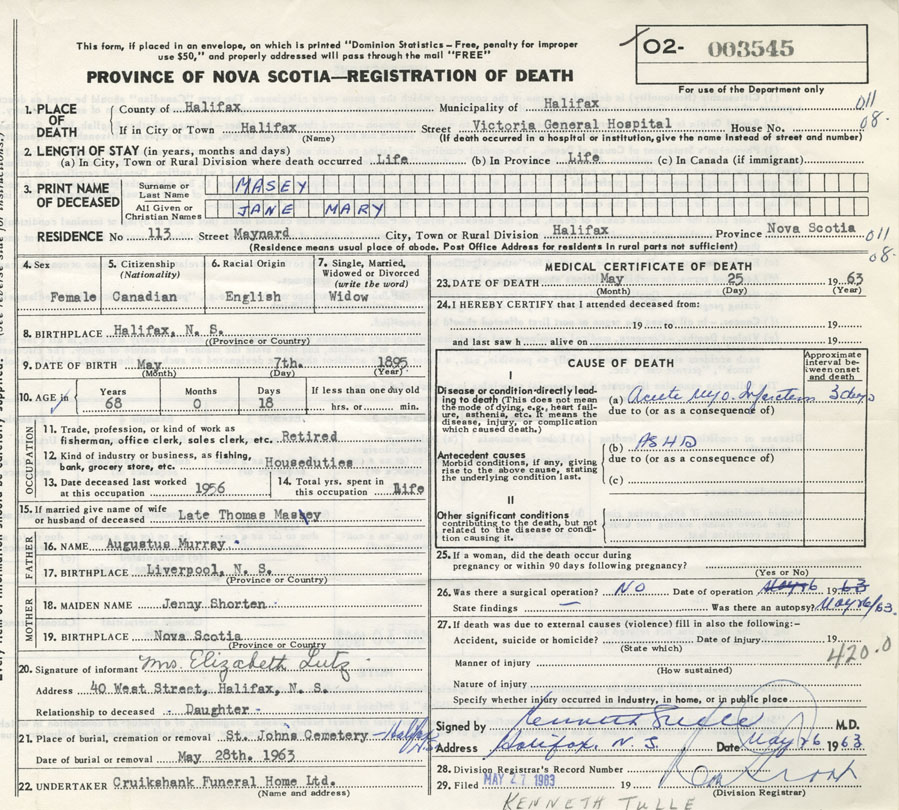 This form, if placed in an envelope, on which is printed "Dominion Statistics – Free, penalty for improper
use $50," and properly addressed will pass through the mail "FREE"
PROVINCE OF NOVA SCOTIA—REGISTRATION OF DEATH
O2- 003545
For use of the Department only
1. PLACE OF DEATH
County of Halifax Municipality of Halifax 011
If in City or Town Halifax Street Victoria General Hospital House No. 08.
(Name) (If death occurred in a hospital or institution, give the name instead of street and number)
2. LENGTH OF STAY (in years, months and days)
(a) In City, Town or Rural Division where death occurred Life (b) In Province Life (c) In Canada (if immigrant)
3. PRINT NAME OF DECEASED
Surname or Last Name MASEY
All Given or Christian Names JANE MARY
RESIDENCE No 113 Street Maynard City, Town or Rural Division Halifax Province Nova Scotia 011
(Residence means usual place of abode. Post Office Address for residents in rural parts not sufficient) 08.
4. Sex Female
5. Citizenship (Nationality) Canadian
6. Racial Origin English
7. Single, Married, Widowed or Divorced (write the word) Widow
8. BIRTHPLACE Halifax, N. S.
(Province or Country)
9. DATE OF BIRTH May 7th. 1895
(Month) (Day) (Year)
10. AGE in Years 68 Months 0 Days 18 If less than one day old hrs. or min.
OCCUPATION
11. Trade, profession, or kind of work as
fisherman, office clerk, sales clerk, etc. Retired
12. Kind of industry or business, as fishing,
bank, grocery store, etc. Houseduties
13. Date deceased last worked at this occupation 1956
14. Total yrs. spent in this occupation Life
15. If married give name of wife
or husband of deceased Late Thomas Massey
FATHER
16. NAME Augustus Murray
17. BIRTHPLACE Liverpool, N. S.
(Province or Country)
MOTHER
18. MAIDEN NAME Jenny Shorten
19. BIRTHPLACE Nova Scotia
(Province or Country)
20. Signature of informant Mrs. Elizabeth Lutz
Address 40 West Street, Halifax, N. S.
Relationship to deceased Daughter
21. Place of burial, cremation or removal St. Johns Cemetery – Halifax N.S.
Date of burial or removal May 28th. 1963
22. UNDERTAKER Cruikshank Funeral Home Ltd.
(Name and address)
MEDICAL CERTIFICATE OF DEATH
23. DATE OF DEATH May 25 1963
(Month) (Day) (Year)
24. I HEREBY CERTIFY that I attended deceased from:
19 to 19
and last saw h alive on 19
CAUSE OF DEATH
Approximate interval between onset and death
I
Disease or condition directly leading to death (This does not mean the mode of dying, e.g., heart failure, asthenia, etc. It means the disease, injury, or complication which caused death.)
(a) Acute Myo. Infarction 3 days
due to (or as a consequence of)
Antecedent causes
Morbid conditions, if any, giving rise to the above cause, stating the underlying condition last.
(b) ASHD
due to (or as a consequence of)
(c)
II
Other significant conditions
contributing to the death, but not related to the disease or condition causing it.
25. If a woman, did the death occur during
pregnancy or within 90 days following pregnancy?
(Yes or No)
26. Was there a surgical operation? NO Date of operation May 26 1963
State findings — Was there an autopsy? May 26/63.
27. If death was due to external causes (violence) fill in also the following:–
Accident, suicide or homicide? Date of injury 19
(State which)
420.0
Manner of injury
(How sustained)
Nature of injury
Specify whether injury occurred in Industry, in home, or in public place
Signed by Kenneth Tulle M.D.
Address Halifax, N. S. Date May 26 1963
28. Division Registrar's Record Number
29. Filed MAY 27 1963 19
(Division Registrar)
KENNETH TULLE